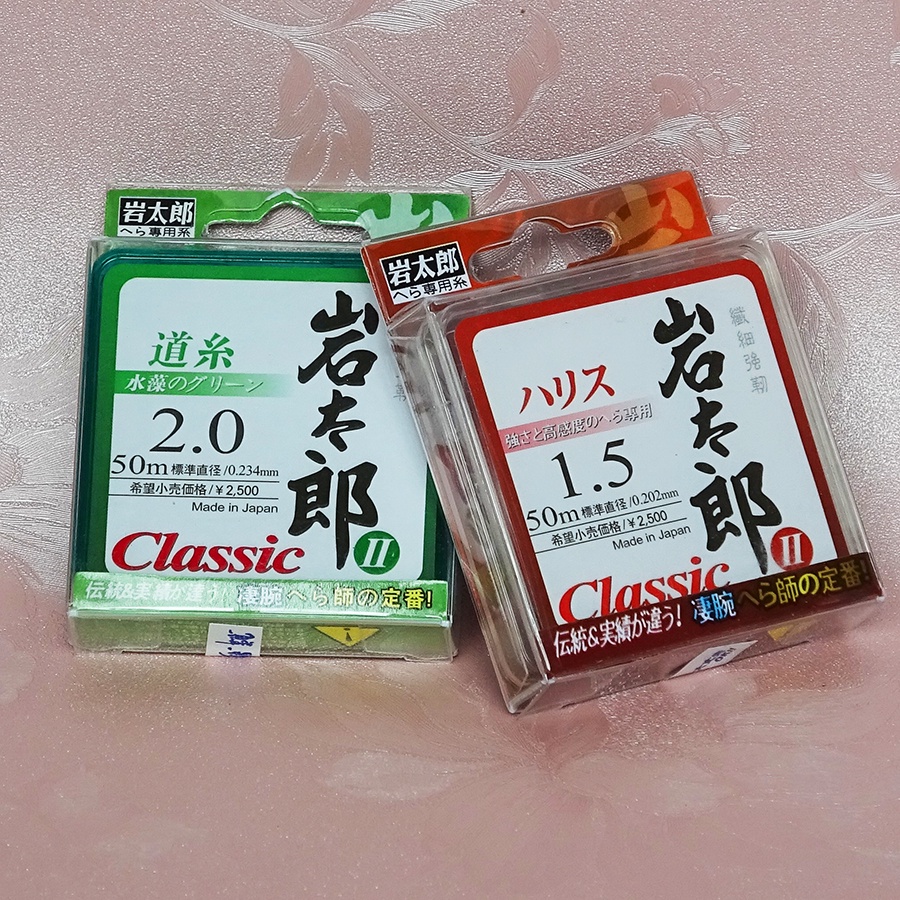 岩太郎
へら専用糸
道糸
水藻のグリーン
2.0
50m 標準直径/0.234mm
希望小売価格/¥2,500
Made in Japan
岩太郎
Classic II
伝統&実績が違う! 凄腕へら師の定番!
岩太郎
へら専用糸
ハリス
強さと高感度のへら専用
1.5
50m 標準直径/0.202mm
希望小売価格/¥2,500
Made in Japan
岩太郎
繊細強靭
Classic II
伝統&実績が違う! 凄腕へら師の定番!